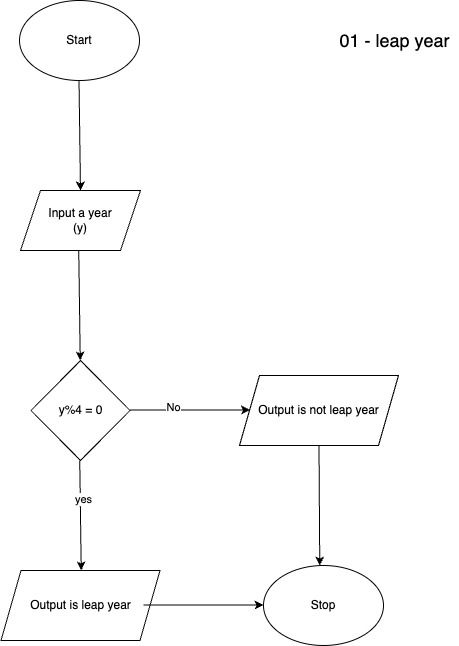 Start
01 - leap year
Input a year
(y)
y%4 = 0
No
Output is not leap year
yes
Output is leap year
Stop